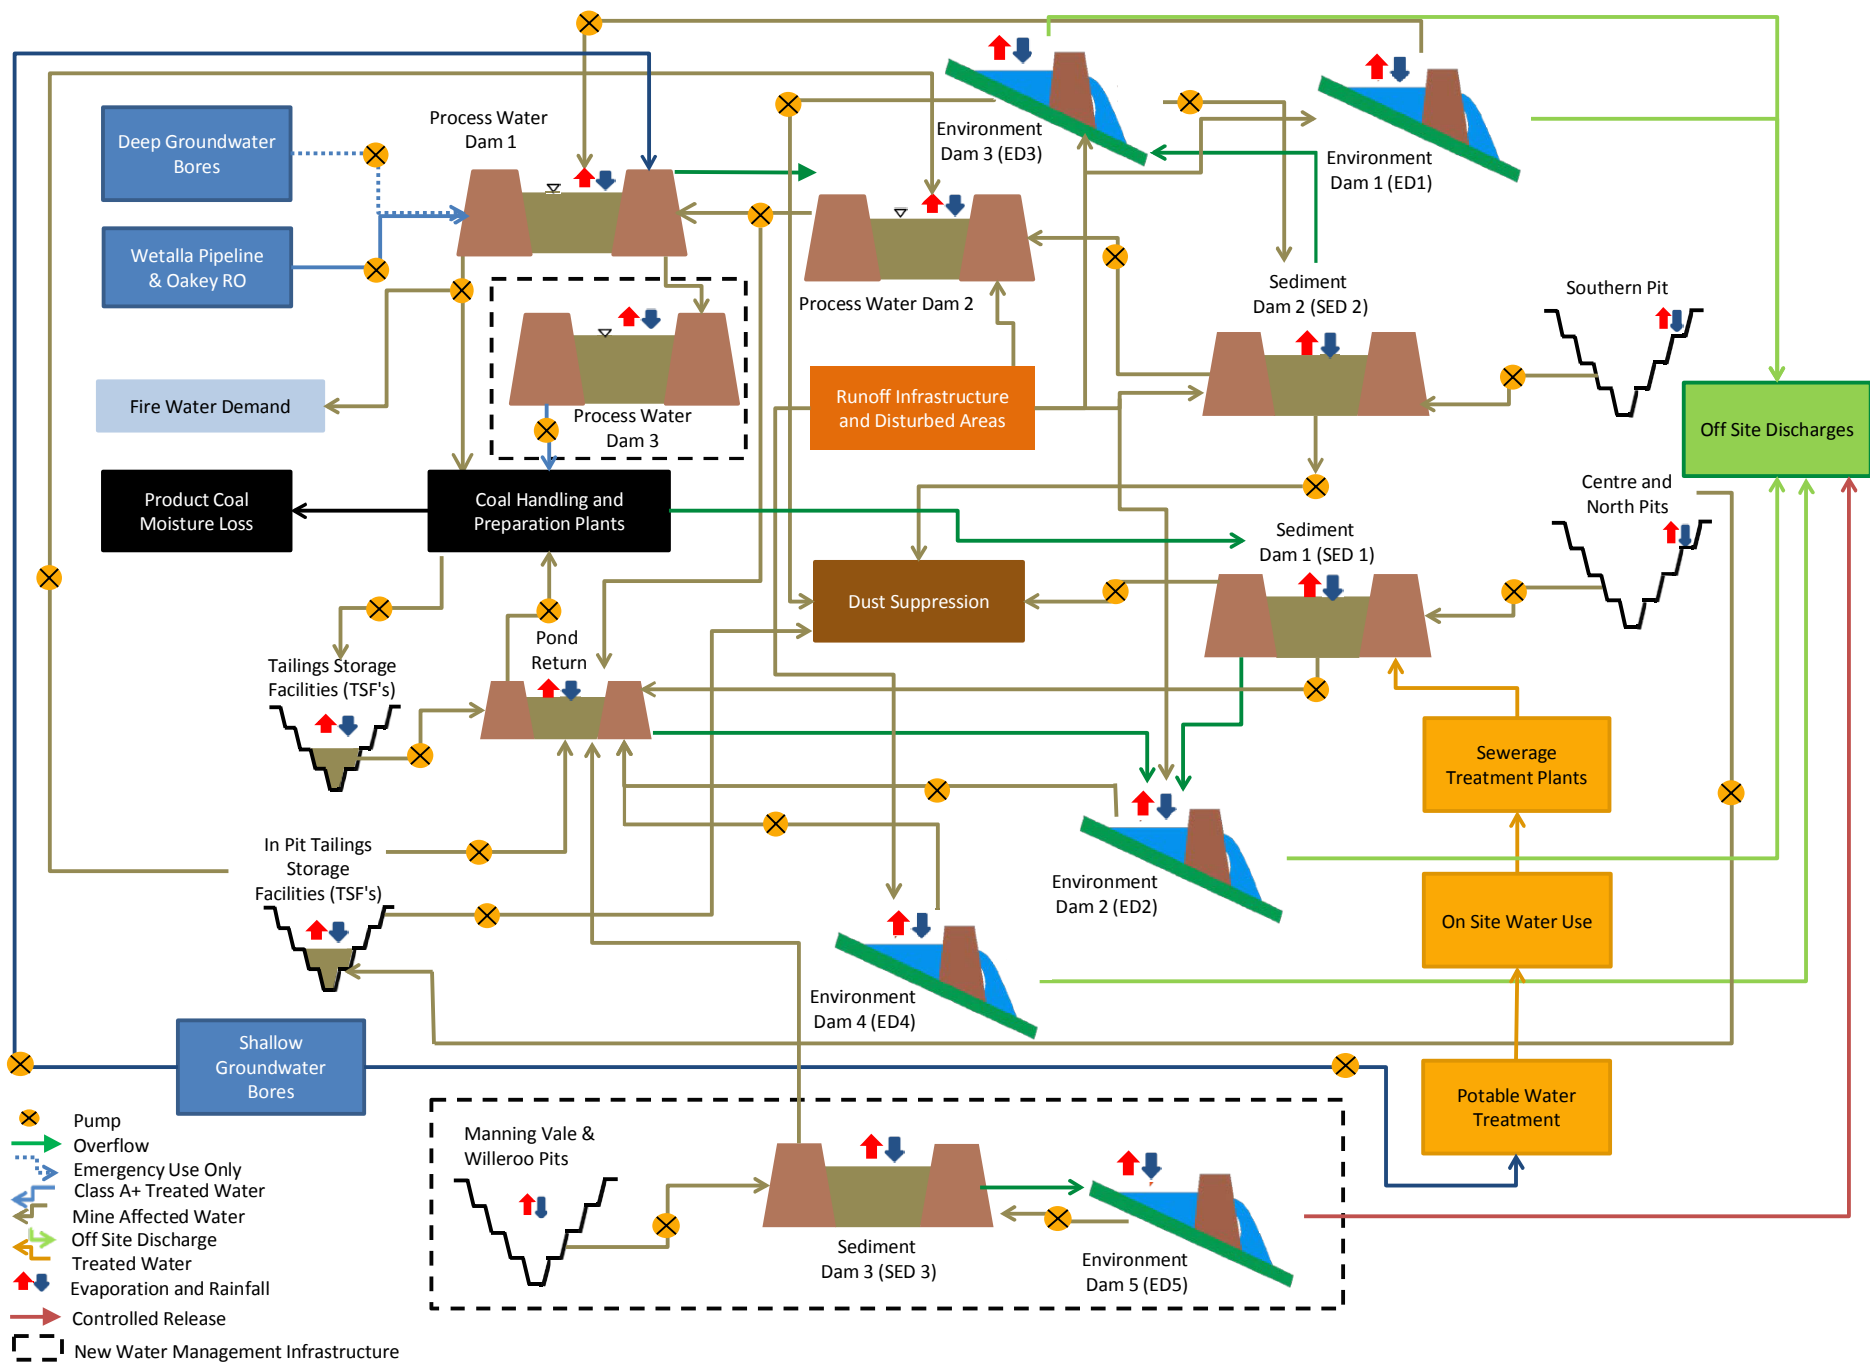 Process Water
Dam 1
Deep Groundwater
Bores
Wetalla Pipeline
& Oakey RO
Environment
Dam 3 (ED3)
Environment
Dam 1 (ED1)
Process Water Dam 2
Sediment
Dam 2 (SED 2)
Southern Pit
Fire Water Demand
Process Water
Dam 3
Runoff Infrastructure
and Disturbed Areas
Off Site Discharges
Product Coal
Moisture Loss
Coal Handling and
Preparation Plants
Centre and
North Pits
Sediment
Dam 1 (SED 1)
Dust Suppression
Pond
Return
Tailings Storage
Facilities (TSF's)
Sewerage
Treatment Plants
In Pit Tailings
Storage
Facilities (TSF's)
Environment
Dam 2 (ED2)
On Site Water Use
Environment
Dam 4 (ED4)
Shallow
Groundwater
Bores
Potable Water
Treatment
Manning Vale &
Willeroo Pits
Sediment
Dam 3 (SED 3)
Environment
Dam 5 (ED5)
Pump
Overflow
Emergency Use Only
Class A+ Treated Water
Mine Affected Water
Off Site Discharge
Treated Water
Evaporation and Rainfall
Controlled Release
New Water Management Infrastructure